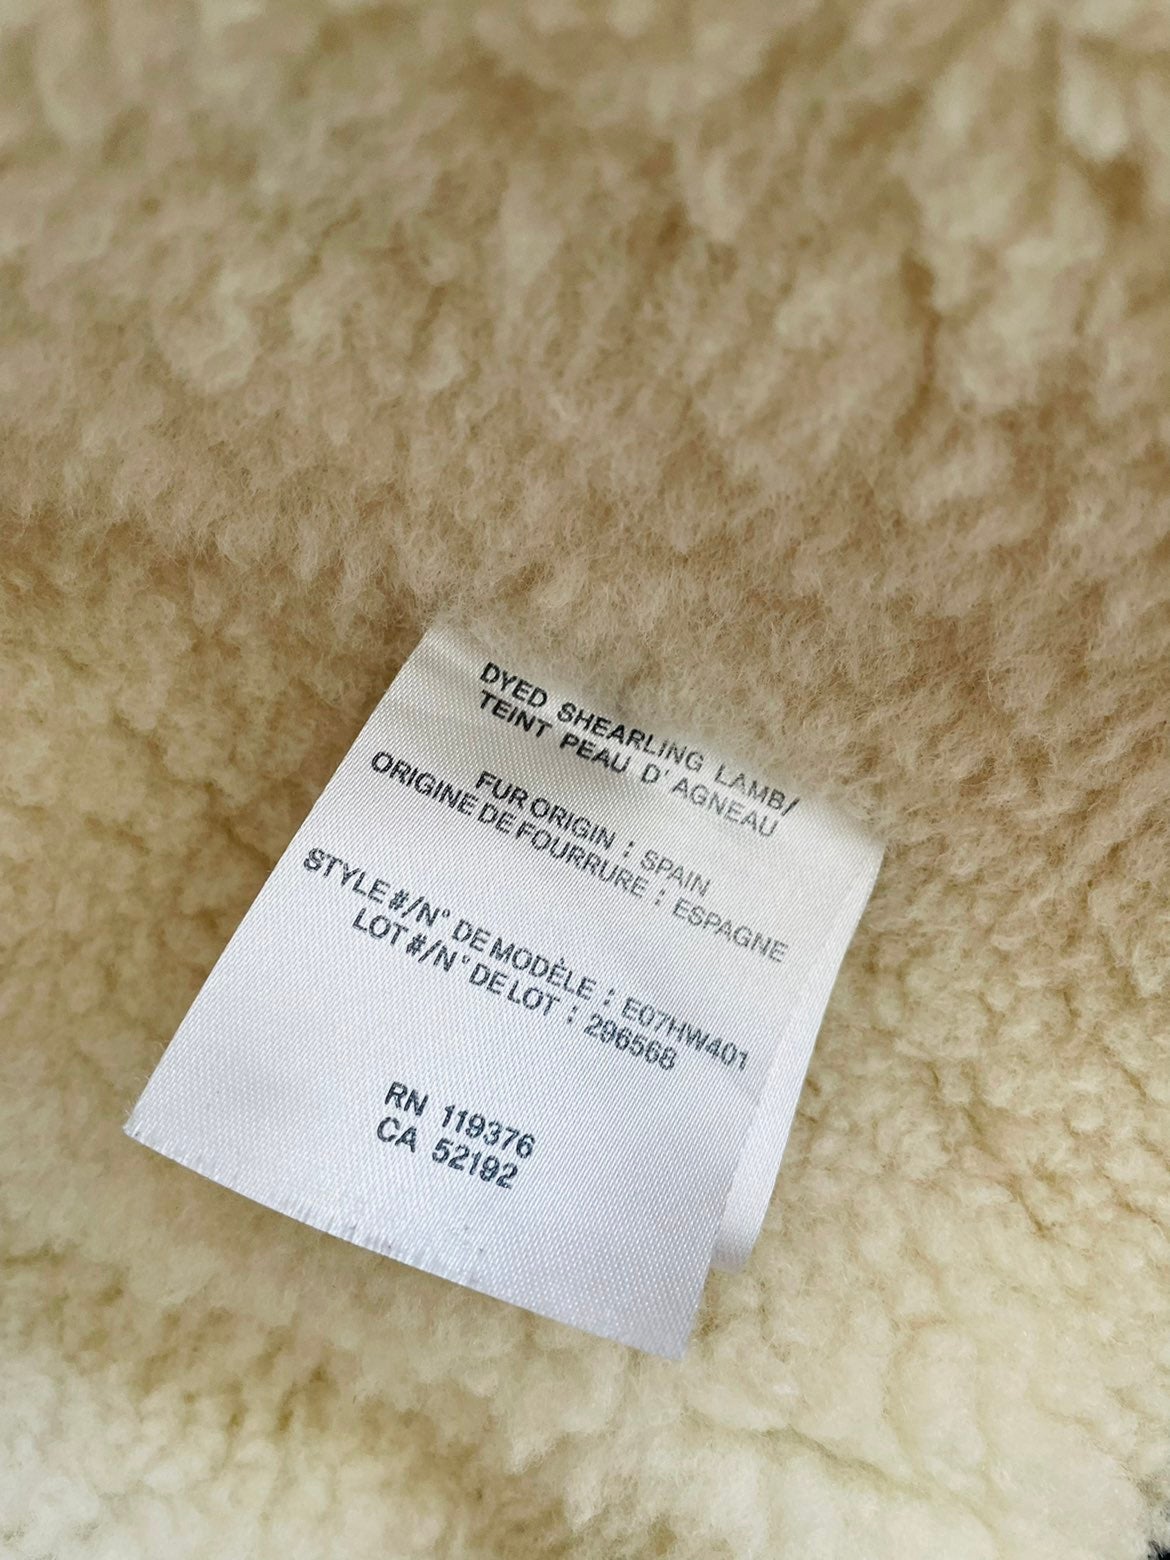 DYED SHEARLING LAMB/
TEINT PEAU D'AGNEAU
FUR ORIGIN : SPAIN
ORIGINE DE FOURRURE : ESPAGNE
STYLE #/N° DE MODÈLE : E07HW401
LOT #/N° DE LOT : 296568
RN 119376
CA 52192